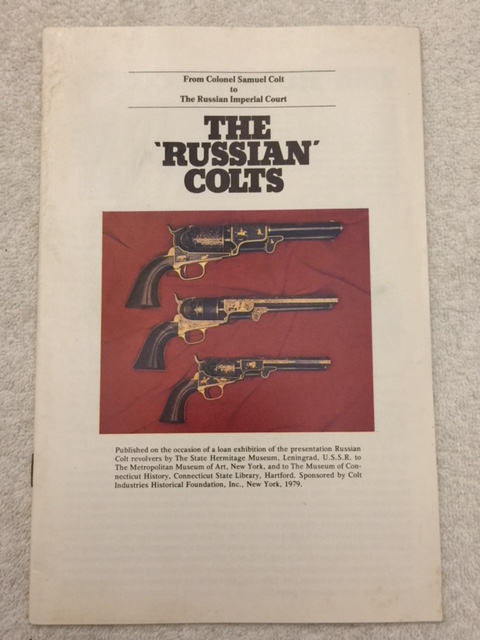 From Colonel Samuel Colt
to
The Russian Imperial Court
THE
'RUSSIAN'
COLTS
Published on the occasion of a loan exhibition of the presentation Russian
Colt revolvers by The State Hermitage Museum, Leningrad, U.S.S.R. to
The Metropolitan Museum of Art, New York, and to The Museum of Con-
necticut History, Connecticut State Library, Hartford. Sponsored by Colt
Industries Historical Foundation, Inc., New York, 1979.